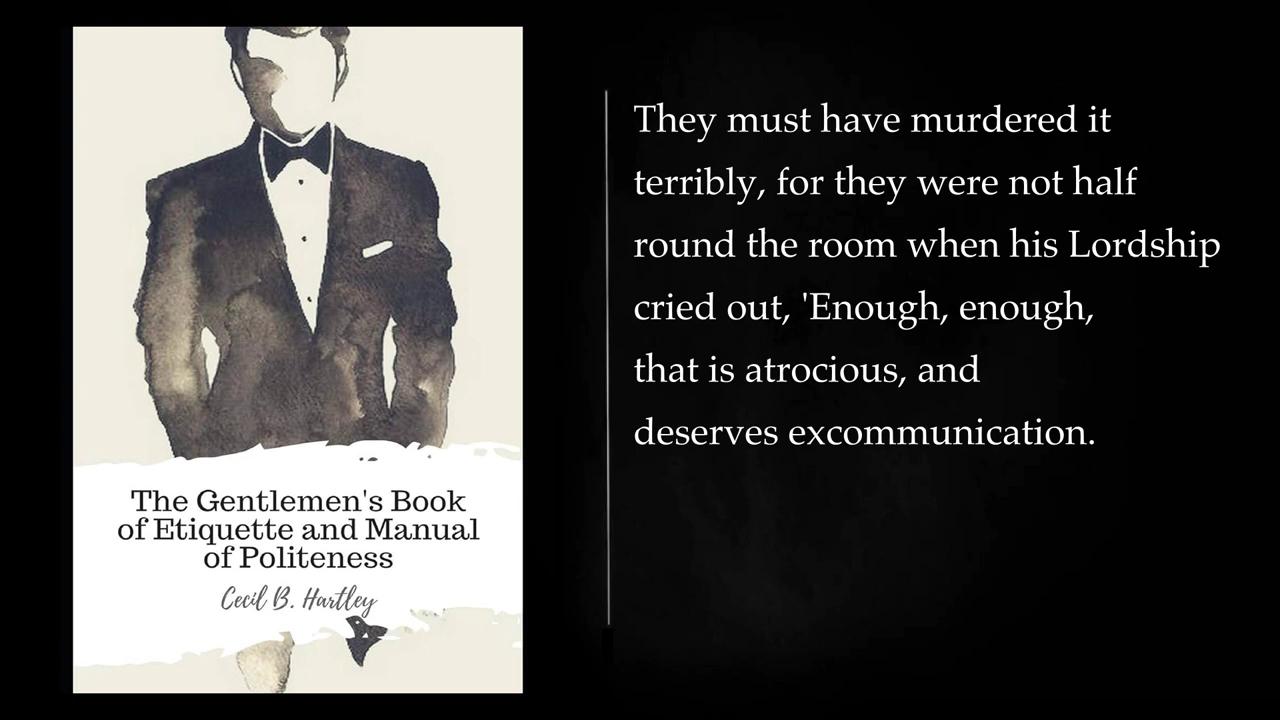 The Gentlemen's Book
of Etiquette and Manual
of Politeness
Cecil B. Hartley
They must have murdered it
terribly, for they were not half
round the room when his Lordship
cried out, 'Enough, enough,
that is atrocious, and
deserves excommunication.